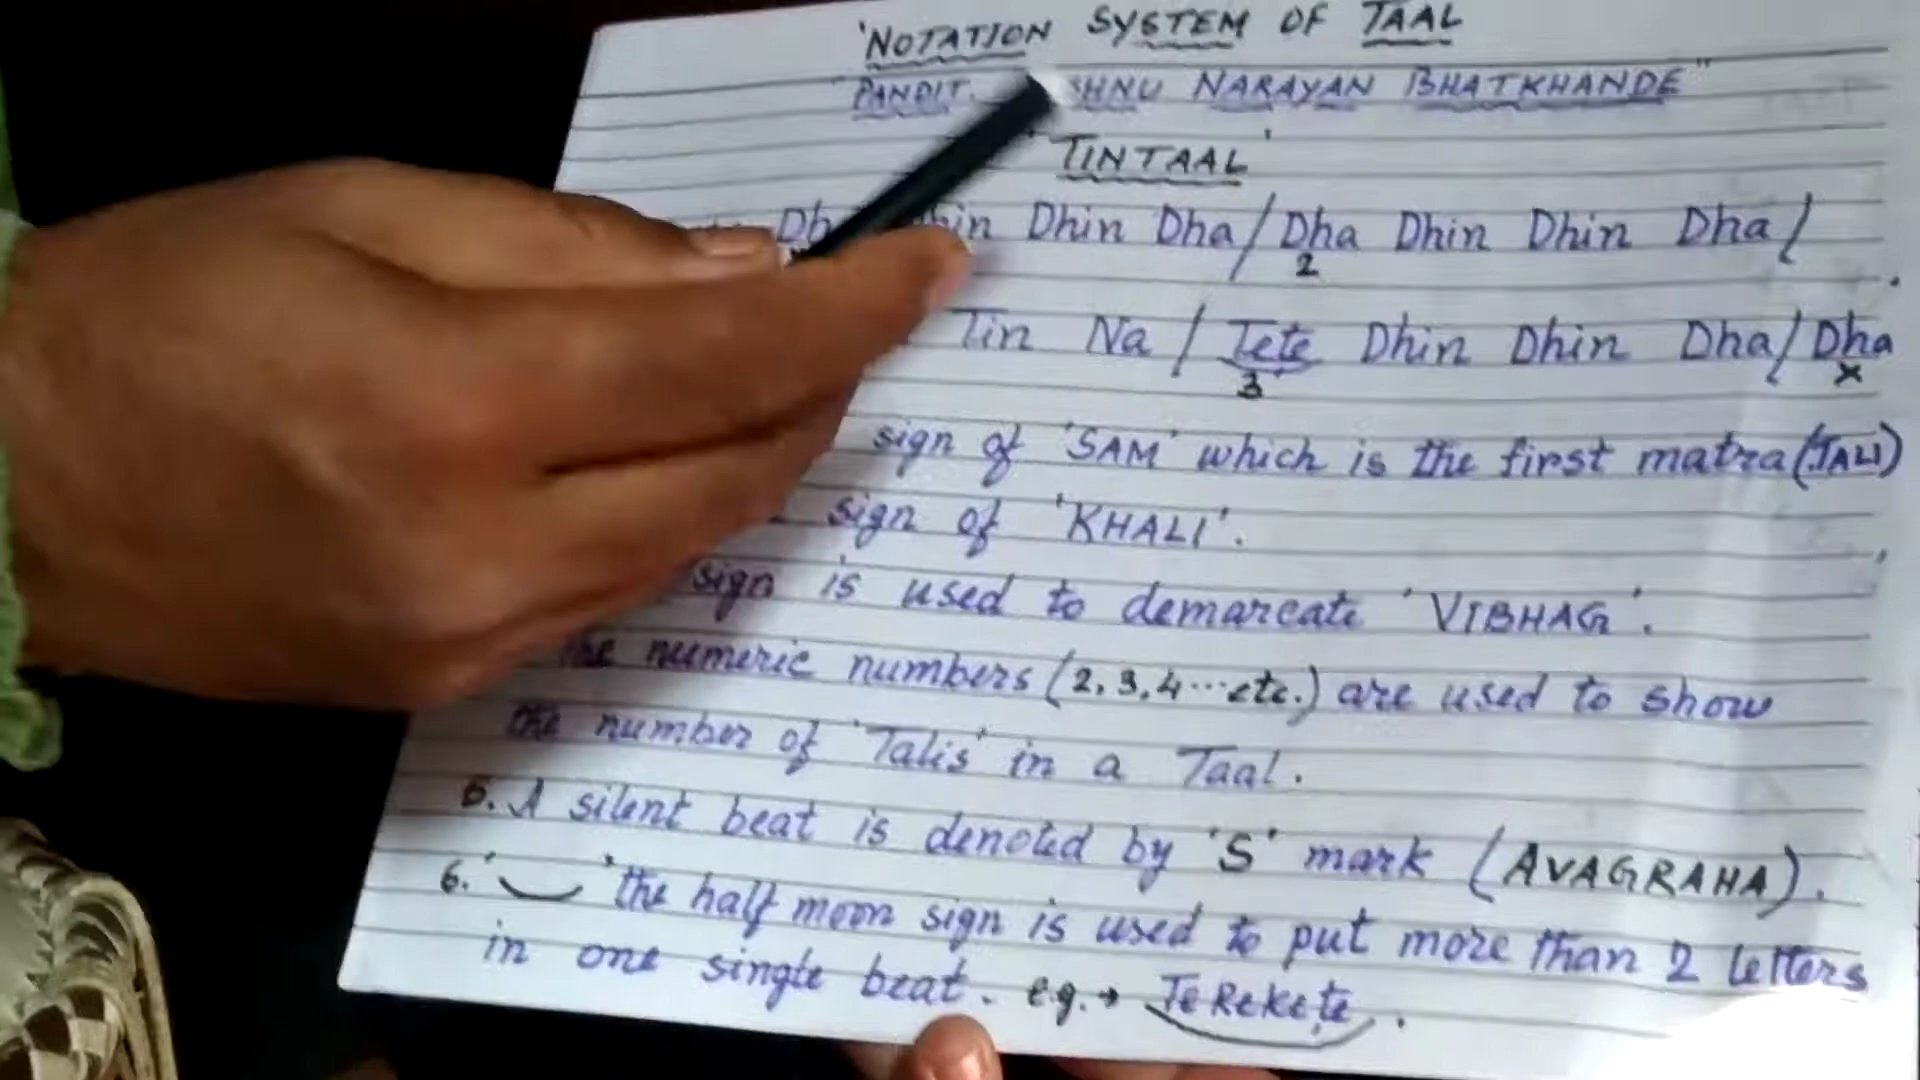 'NOTATION SYSTEM OF TAAL
"PANDIT. NARAYAN BHATKHANDE"
'TINTAAL'
Dhin Dha / Dha Dhin Dhin Dha /
2
Tin Na / Tete Dhin Dhin Dha / Dha
3 x
sign of 'SAM' which is the first matra (TALI)
sign of 'KHALI'.
sign is used to demarcate 'VIBHAG'.
the numeric numbers (2, 3, 4...etc.) are used to show
the number of 'Talis' in a Taal.
5. A silent beat is denoted by 'S' mark (AVAGRAHA).
6. '‿' the half moon sign is used to put more than 2 letters
in one single beat. e.g. → TeReKete.